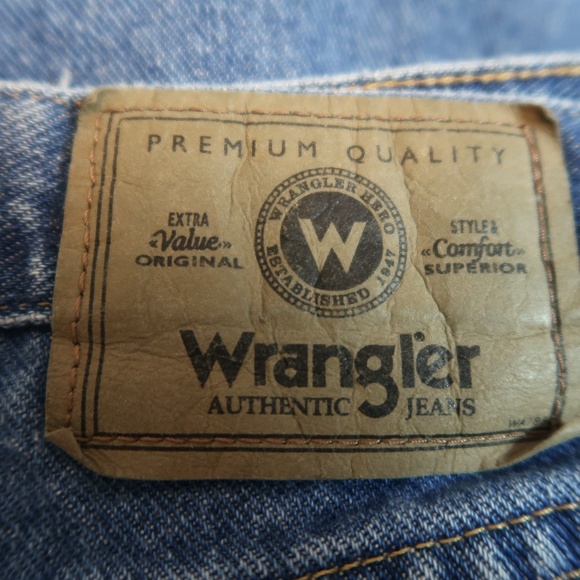 PREMIUM QUALITY
WRANGLER HERO
W
ESTABLISHED 1947
EXTRA
«Value»
ORIGINAL
STYLE &
«Comfort»
SUPERIOR
Wrangler
AUTHENTIC JEANS